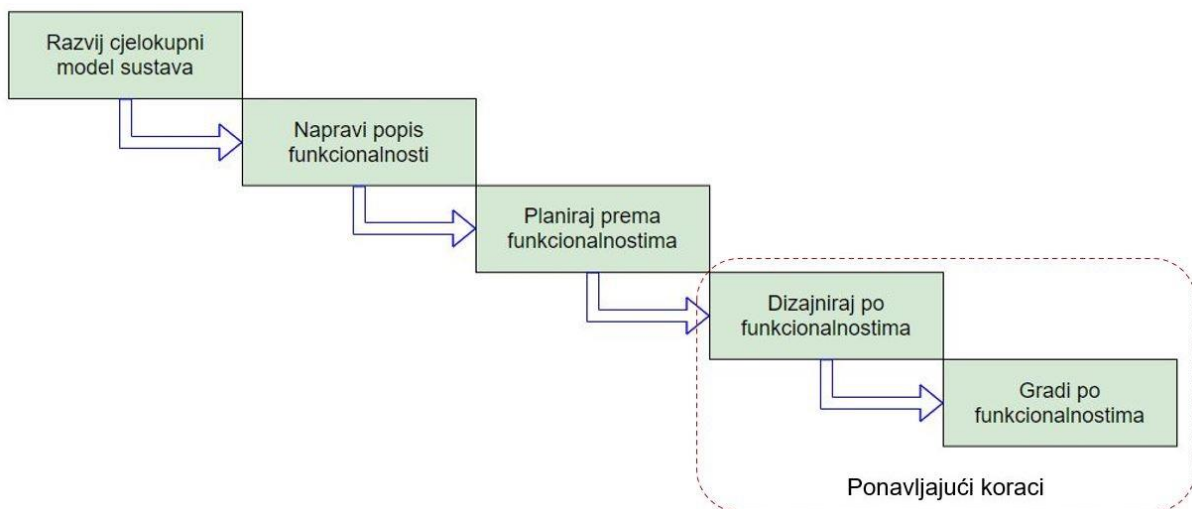 Razvij cjelokupni
model sustava
Napravi popis
funkcionalnosti
Planiraj prema
funkcionalnostima
Dizajniraj po
funkcionalnostima
Gradi po
funkcionalnostima
Ponavljajući koraci